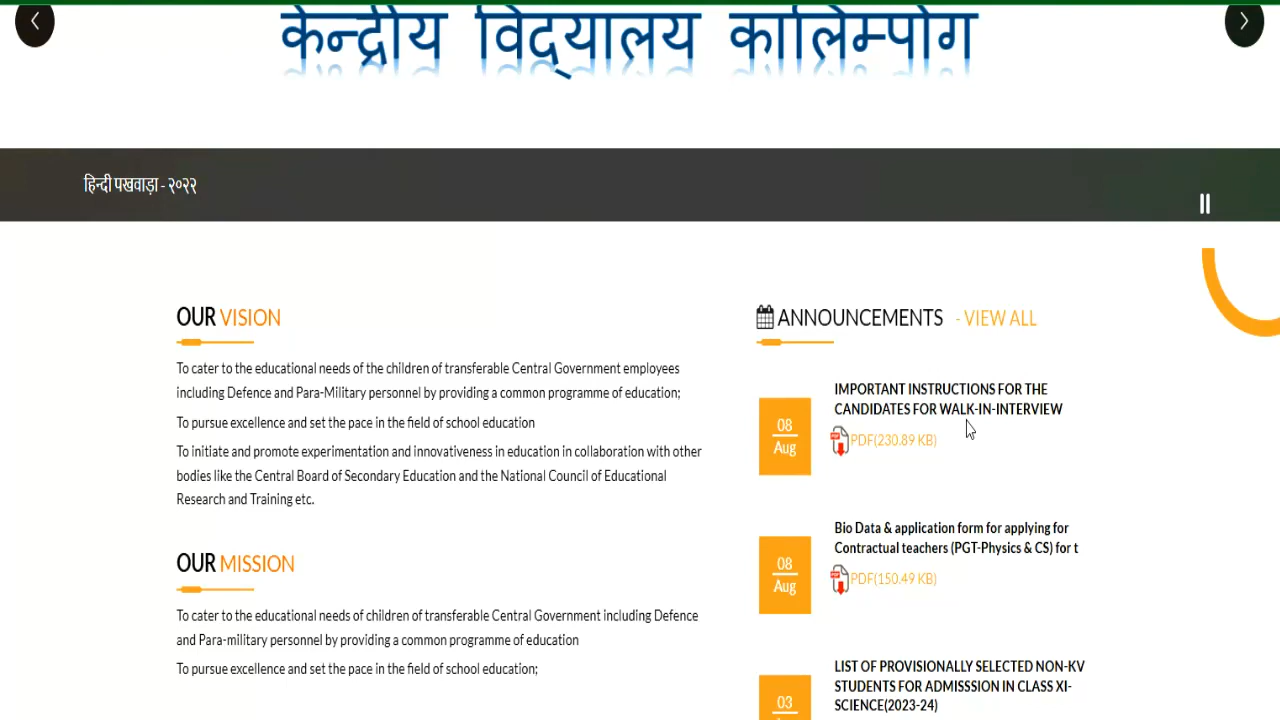 केन्द्रीय विद्यालय कालिम्पोंग
हिन्दी पखवाड़ा - २०२२
OUR VISION
To cater to the educational needs of the children of transferable Central Government employees
including Defence and Para-Military personnel by providing a common programme of education;
To pursue excellence and set the pace in the field of school education
To initiate and promote experimentation and innovativeness in education in collaboration with other
bodies like the Central Board of Secondary Education and the National Council of Educational
Research and Training etc.
OUR MISSION
To cater to the educational needs of children of transferable Central Government including Defence
and Para-military personnel by providing a common programme of education
To pursue excellence and set the pace in the field of school education;
ANNOUNCEMENTS - VIEW ALL
08
Aug
IMPORTANT INSTRUCTIONS FOR THE
CANDIDATES FOR WALK-IN-INTERVIEW
PDF(230.89 KB)
08
Aug
Bio Data & application form for applying for
Contractual teachers (PGT-Physics & CS) for t
PDF(150.49 KB)
03
LIST OF PROVISIONALLY SELECTED NON-KV
STUDENTS FOR ADMISSSION IN CLASS XI-
SCIENCE(2023-24)